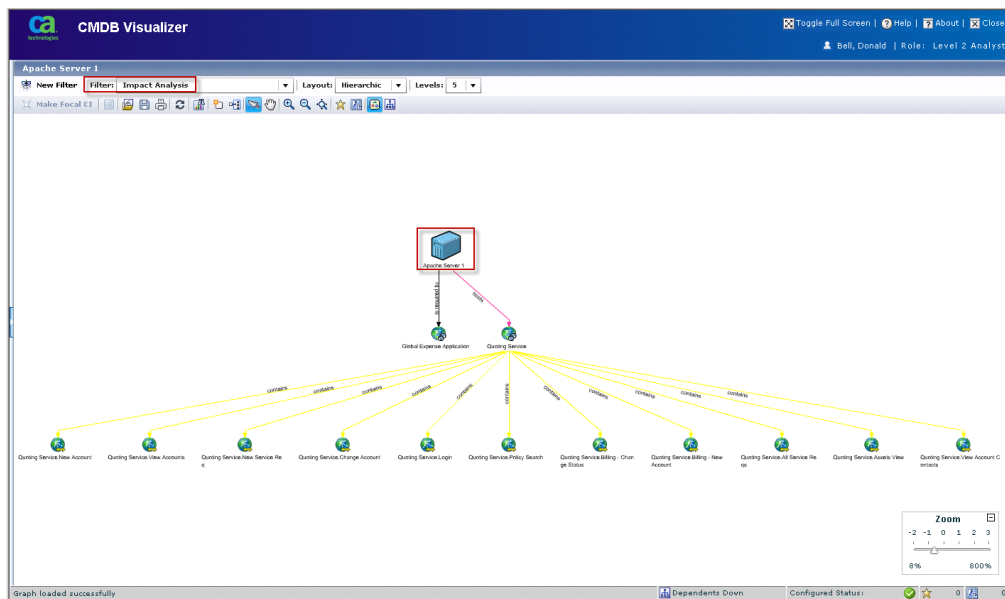 ca
technologies
CMDB Visualizer
Toggle Full Screen | Help | About | Close
Bell, Donald | Role: Level 2 Analyst
Apache Server 1
New Filter Filter: Impact Analysis Layout: Hierarchic Levels: 5
Make Focal CI
Apache Server 1
is required by
hosts
Global Expense Application
Quoting Service
contains contains contains contains contains contains contains contains contains contains
Quoting Service.New Account
Quoting Service.View Accounts
Quoting Service.New Service Re
q
Quoting Service.Change Account
Quoting Service.Login
Quoting Service.Policy Search
Quoting Service.Billing - Chan
ge Status
Quoting Service.Billing - New
Account
Quoting Service.All Service Re
qs
Quoting Service.Assets View
Quoting Service.View Account C
ontacts
Zoom
-2 -1 0 1 2 3
8% 800%
Graph loaded successfully
Dependents Down
Configured Status:
0